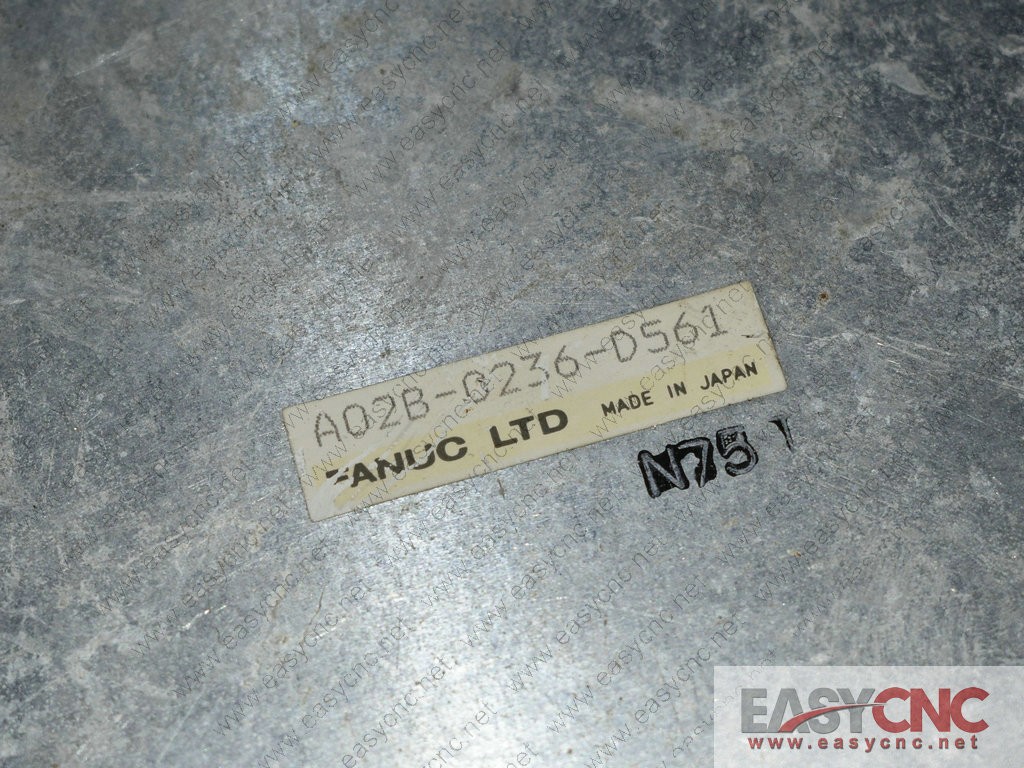 A02B-0236-D561
FANUC LTD MADE IN JAPAN
N75
EASYCNC
www.easycnc.net